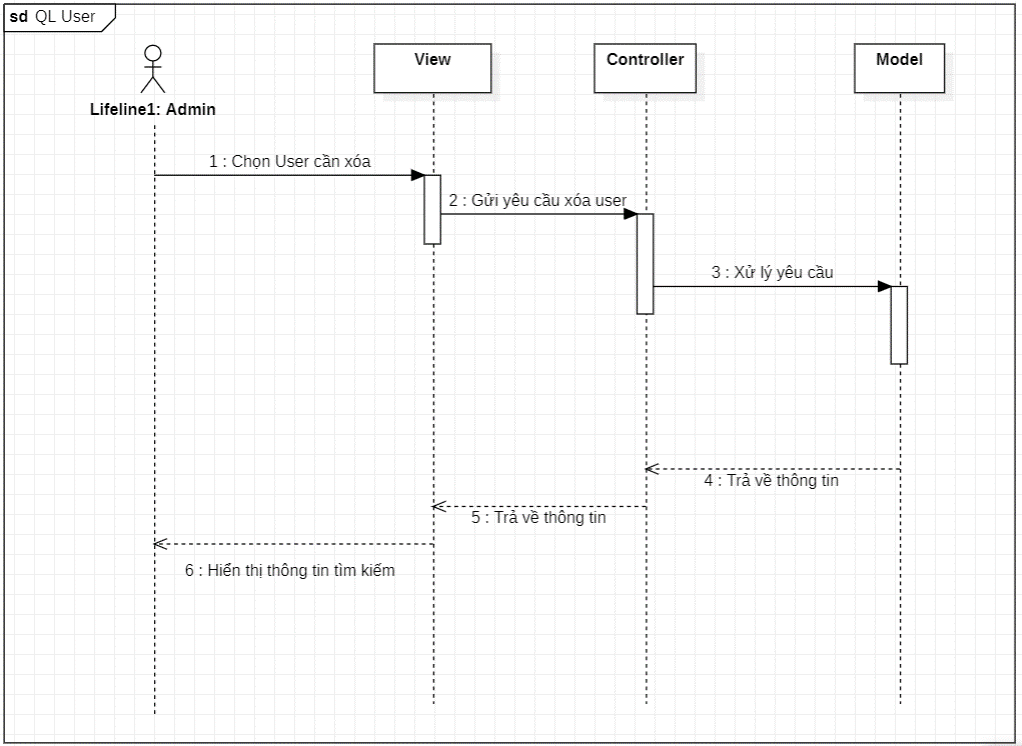 sd QL User
Lifeline1: Admin
View
Controller
Model
1 : Chọn User cần xóa
2 : Gửi yêu cầu xóa user
3 : Xử lý yêu cầu
4 : Trả về thông tin
5 : Trả về thông tin
6 : Hiển thị thông tin tìm kiếm